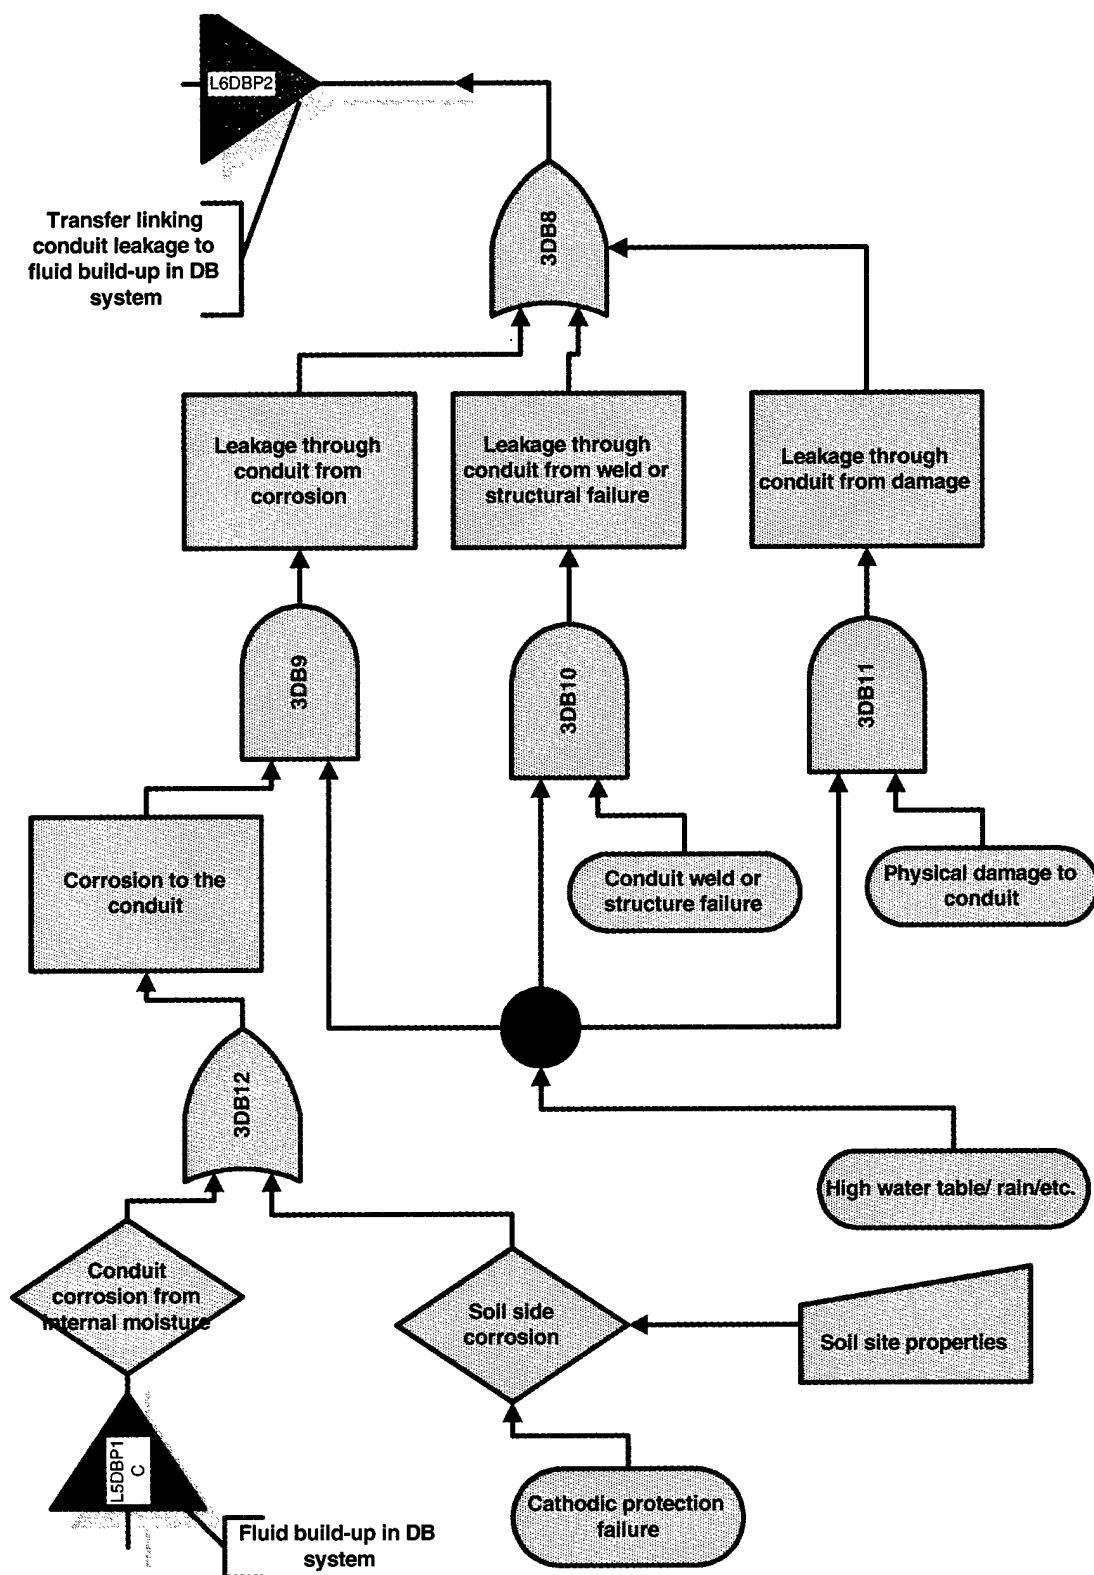 L6DBP2
Transfer linking
conduit leakage to
fluid build-up in DB
system
3DB8
Leakage through
conduit from
corrosion
Leakage through
conduit from weld or
structural failure
Leakage through
conduit from damage
3DB9
3DB10
3DB11
Corrosion to the
conduit
Conduit weld or
structure failure
Physical damage to
conduit
3DB12
High water table/ rain/etc.
Conduit
corrosion from
internal moisture
Soil side
corrosion
Soil site properties
L5DBP1
C
Cathodic protection
failure
Fluid build-up in DB
system